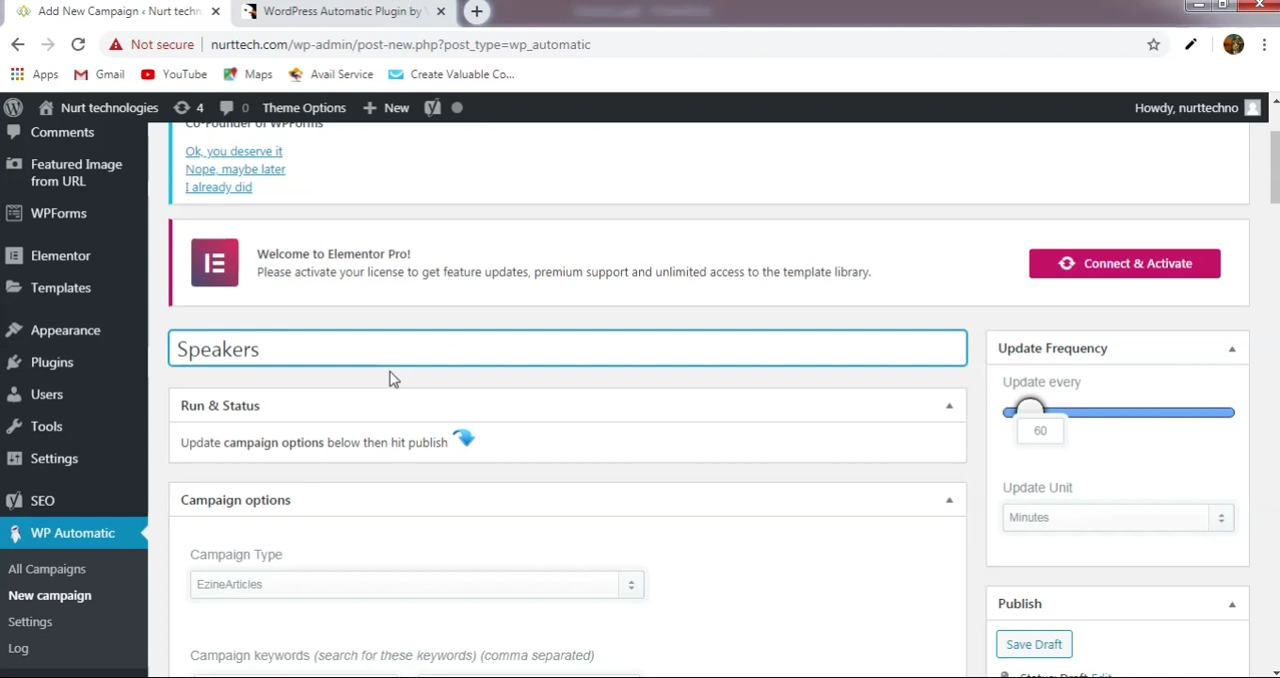 Add New Campaign ‹ Nurt techn
WordPress Automatic Plugin by
Not secure
nurttech.com/wp-admin/post-new.php?post_type=wp_automatic
Apps
Gmail
YouTube
Maps
Avail Service
Create Valuable Co...
Nurt technologies
4
0
Theme Options
New
Howdy, nurttechno
Comments
Featured Image
from URL
WPForms
Elementor
Templates
Appearance
Plugins
Users
Tools
Settings
SEO
WP Automatic
All Campaigns
New campaign
Settings
Log
Co-Founder of WPForms
Ok, you deserve it
Nope, maybe later
I already did
Welcome to Elementor Pro!
Please activate your license to get feature updates, premium support and unlimited access to the template library.
Connect & Activate
Speakers
Run & Status
Update campaign options below then hit publish
Campaign options
Campaign Type
EzineArticles
Campaign keywords (search for these keywords) (comma separated)
Update Frequency
Update every
60
Update Unit
Minutes
Publish
Save Draft
Status: Draft Edit